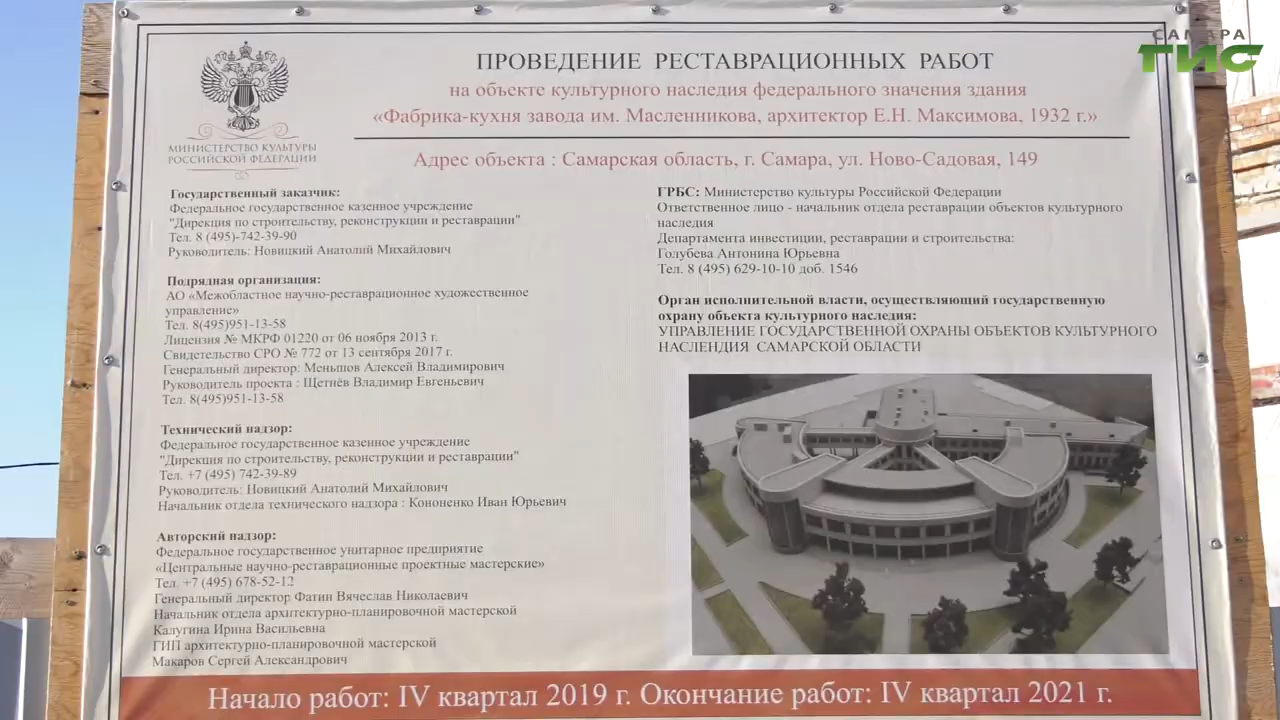 САМАРА
ГИС
МИНИСТЕРСТВО КУЛЬТУРЫ
РОССИЙСКОЙ ФЕДЕРАЦИИ
ПРОВЕДЕНИЕ РЕСТАВРАЦИОННЫХ РАБОТ
на объекте культурного наследия федерального значения здания
«Фабрика-кухня завода им. Масленникова, архитектор Е.Н. Максимова, 1932 г.»
Адрес объекта : Самарская область, г. Самара, ул. Ново-Садовая, 149
Государственный заказчик:
Федеральное государственное казенное учреждение
"Дирекция по строительству, реконструкции и реставрации"
Тел. 8 (495)-742-39-90
Руководитель: Новицкий Анатолий Михайлович
Подрядная организация:
АО «Межобластное научно-реставрационное художественное
управление»
Тел. 8(495)951-13-58
Лицензия № МКРФ 01220 от 06 ноября 2013 г.
Свидетельство СРО № 772 от 13 сентября 2017 г.
Генеральный директор: Меньшов Алексей Владимирович
Руководитель проекта : Щетнёв Владимир Евгеньевич
Тел. 8(495)951-13-58
Технический надзор:
Федеральное государственное казенное учреждение
"Дирекция по строительству, реконструкции и реставрации"
Тел. +7 (495) 742-39-89
Руководитель: Новицкий Анатолий Михайлович
Начальник отдела технического надзора : Кононенко Иван Юрьевич
Авторский надзор:
Федеральное государственное унитарное предприятие
«Центральные научно-реставрационные проектные мастерские»
Тел. +7 (495) 678-52-12
Генеральный директор Фатин Вячеслав Николаевич
Начальник отдела архитектурно-планировочной мастерской
Калугина Ирина Васильевна
ГИП архитектурно-планировочной мастерской
Макаров Сергей Александрович
ГРБС: Министерство культуры Российской Федерации
Ответственное лицо - начальник отдела реставрации объектов культурного
наследия
Департамента инвестиции, реставрации и строительства:
Голубева Антонина Юрьевна
Тел. 8 (495) 629-10-10 доб. 1546
Орган исполнительной власти, осуществляющий государственную
охрану объекта культурного наследия:
УПРАВЛЕНИЕ ГОСУДАРСТВЕННОЙ ОХРАНЫ ОБЪЕКТОВ КУЛЬТУРНОГО
НАСЛЕНДИЯ САМАРСКОЙ ОБЛАСТИ
Начало работ: IV квартал 2019 г. Окончание работ: IV квартал 2021 г.